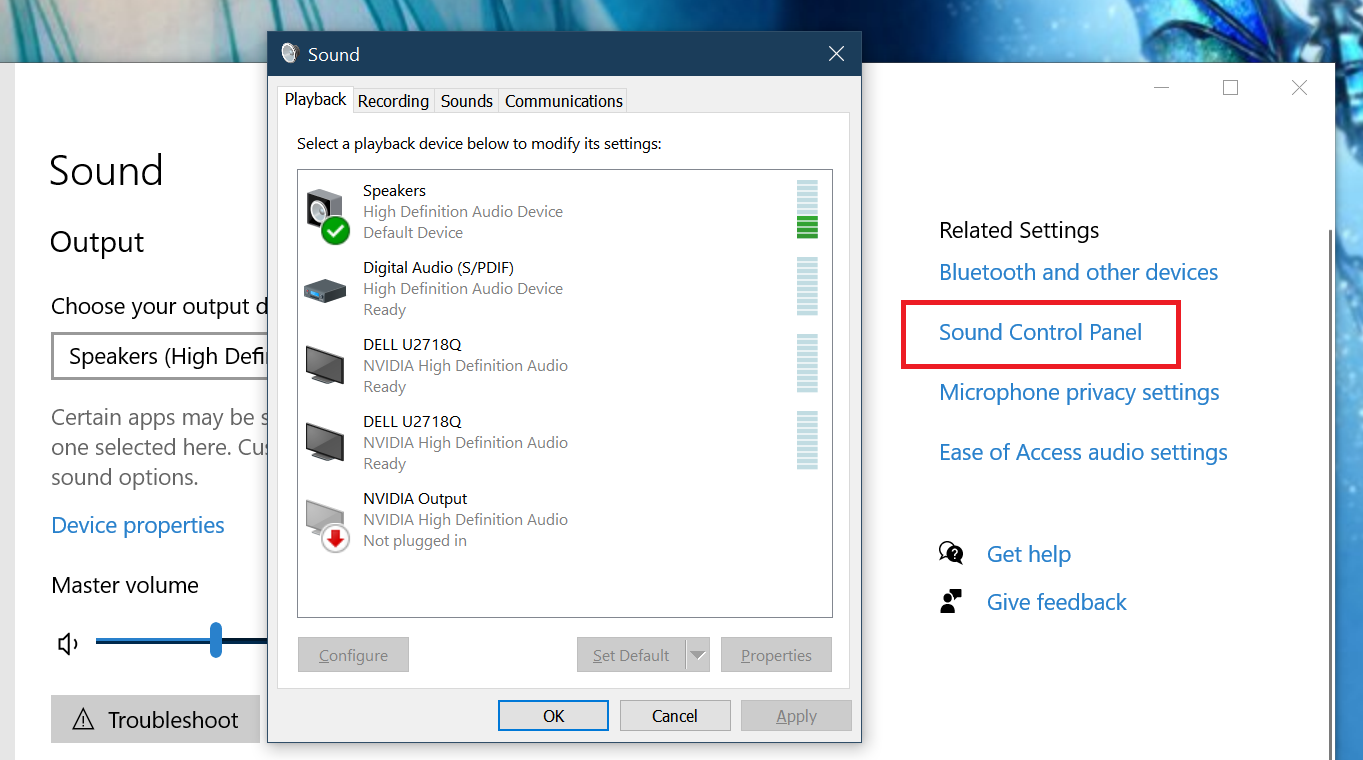 Sound
Output
Choose your output d
Speakers (High Defi
Certain apps may be s
one selected here. Cus
sound options.
Device properties
Master volume
Troubleshoot
Sound
Playback
Recording
Sounds
Communications
Select a playback device below to modify its settings:
Speakers
High Definition Audio Device
Default Device
Digital Audio (S/PDIF)
High Definition Audio Device
Ready
DELL U2718Q
NVIDIA High Definition Audio
Ready
DELL U2718Q
NVIDIA High Definition Audio
Ready
NVIDIA Output
NVIDIA High Definition Audio
Not plugged in
Configure
Set Default
Properties
OK
Cancel
Apply
Related Settings
Bluetooth and other devices
Sound Control Panel
Microphone privacy settings
Ease of Access audio settings
Get help
Give feedback